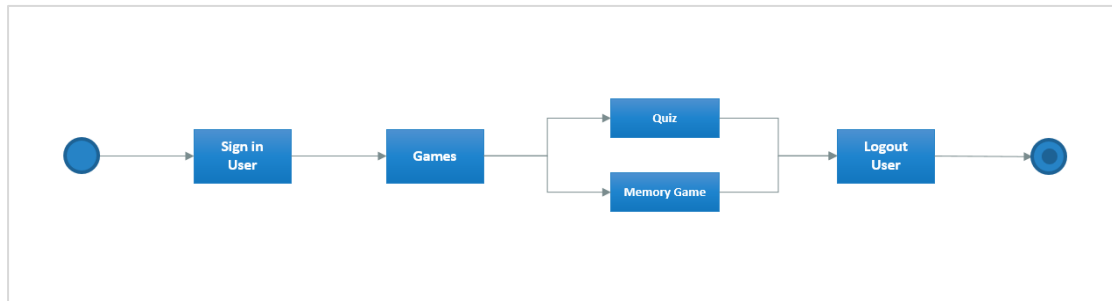 Sign in
User
Games
Quiz
Memory Game
Logout
User